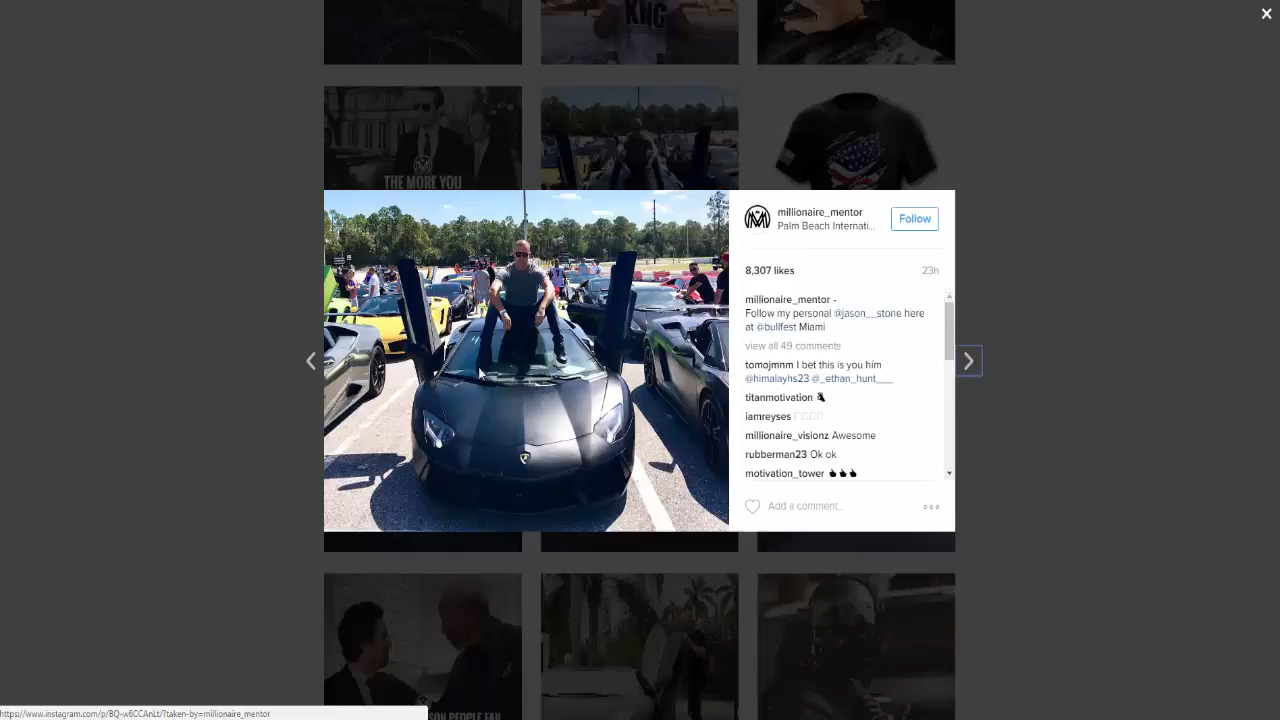 KMG
THE MORE YOU
millionaire_mentor
Palm Beach Internati...
Follow
8,307 likes
23h
millionaire_mentor -
Follow my personal @jason__stone here
at @bullfest Miami
view all 49 comments
tomojmnm I bet this is you him
@himalayhs23 @_ethan_hunt___
titanmotivation
iamreyses
millionaire_visionz Awesome
rubberman23 Ok ok
motivation_tower
Add a comment...
SON PEOPLE FAIL
https://www.instagram.com/p/BQ-w6CCAnLt/?taken-by=millionaire_mentor